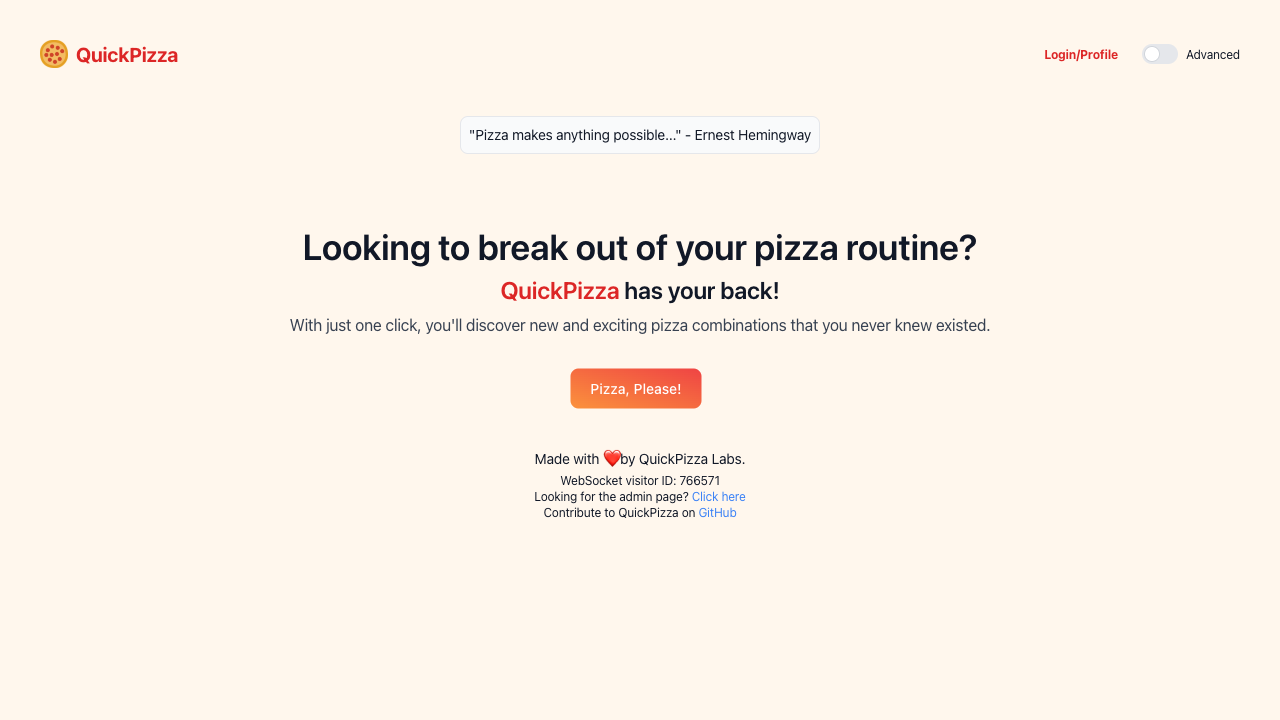 QuickPizza
Login/Profile
Advanced
"Pizza makes anything possible..." - Ernest Hemingway
Looking to break out of your pizza routine?
QuickPizza has your back!
With just one click, you'll discover new and exciting pizza combinations that you never knew existed.
Pizza, Please!
Made with ❤️by QuickPizza Labs.
WebSocket visitor ID: 766571
Looking for the admin page? Click here
Contribute to QuickPizza on GitHub